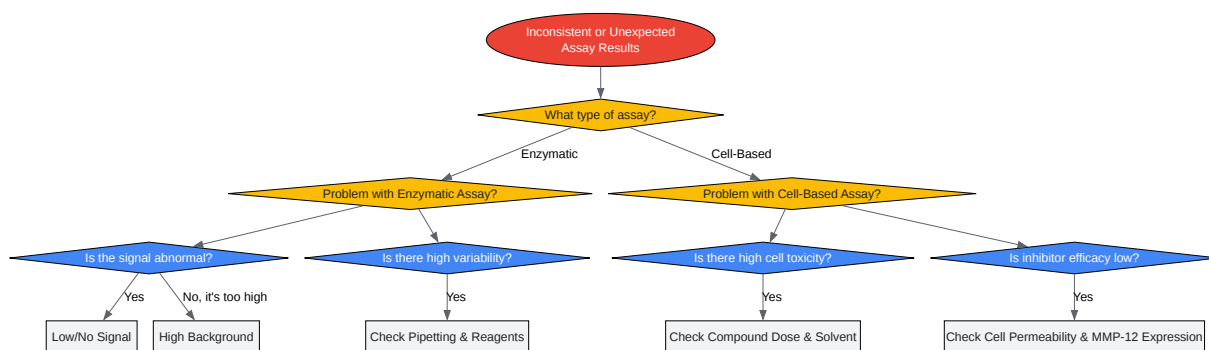 Inconsistent or Unexpected
Assay Results
What type of assay?
Enzymatic
Cell-Based
Problem with Enzymatic Assay?
Problem with Cell-Based Assay?
Is the signal abnormal?
Is there high variability?
Is there high cell toxicity?
Is inhibitor efficacy low?
Yes
No, it's too high
Yes
Yes
Yes
Low/No Signal
High Background
Check Pipetting & Reagents
Check Compound Dose & Solvent
Check Cell Permeability & MMP-12 Expression